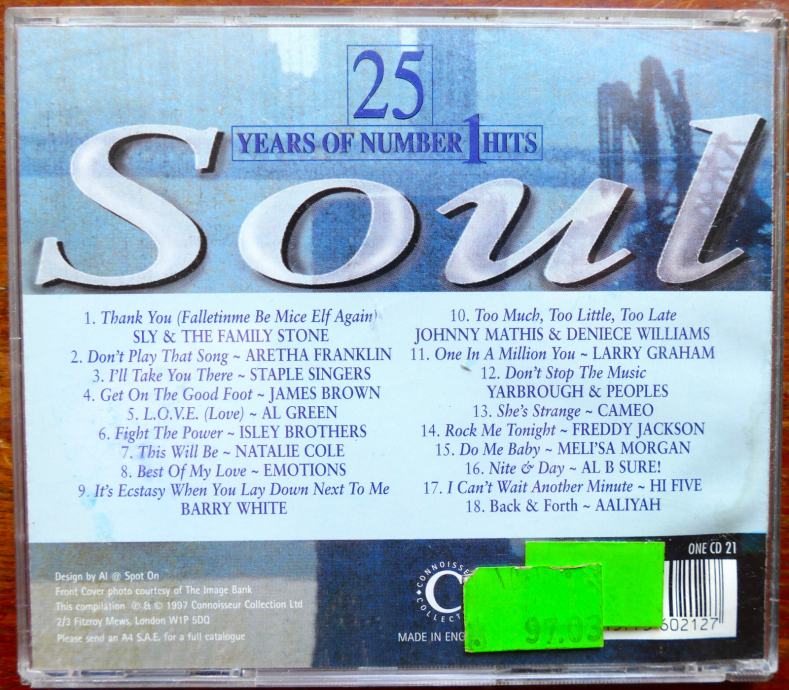 25
YEARS OF NUMBER 1 HITS
Soul
1. Thank You (Falletinme Be Mice Elf Again)
SLY & THE FAMILY STONE
2. Don't Play That Song ~ ARETHA FRANKLIN
3. I'll Take You There ~ STAPLE SINGERS
4. Get On The Good Foot ~ JAMES BROWN
5. L.O.V.E. (Love) ~ AL GREEN
6. Fight The Power ~ ISLEY BROTHERS
7. This Will Be ~ NATALIE COLE
8. Best Of My Love ~ EMOTIONS
9. It's Ecstasy When You Lay Down Next To Me
BARRY WHITE
10. Too Much, Too Little, Too Late
JOHNNY MATHIS & DENIECE WILLIAMS
11. One In A Million You ~ LARRY GRAHAM
12. Don't Stop The Music
YARBROUGH & PEOPLES
13. She's Strange ~ CAMEO
14. Rock Me Tonight ~ FREDDY JACKSON
15. Do Me Baby ~ MELI'SA MORGAN
16. Nite & Day ~ AL B SURE!
17. I Can't Wait Another Minute ~ HI FIVE
18. Back & Forth ~ AALIYAH
Design by Al @ Spot On
Front Cover photo courtesy of The Image Bank
This compilation ℗ & © 1997 Connoisseur Collection Ltd
2/3 Fitzroy Mews, London W1P 5DQ
Please send an A4 S.A.E. for a full catalogue
MADE IN ENG
ONE CD 21
602127
97.03